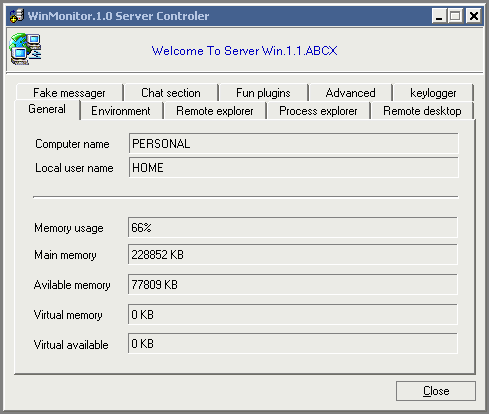 WinMonitor.1.0 Server Controler
Welcome To Server Win.1.1.ABCX
Fake messager Chat section Fun plugins Advanced keylogger
General Environment Remote explorer Process explorer Remote desktop
Computer name PERSONAL
Local user name HOME
Memory usage 66%
Main memory 228852 KB
Avilable memory 77809 KB
Virtual memory 0 KB
Virtual available 0 KB
Close